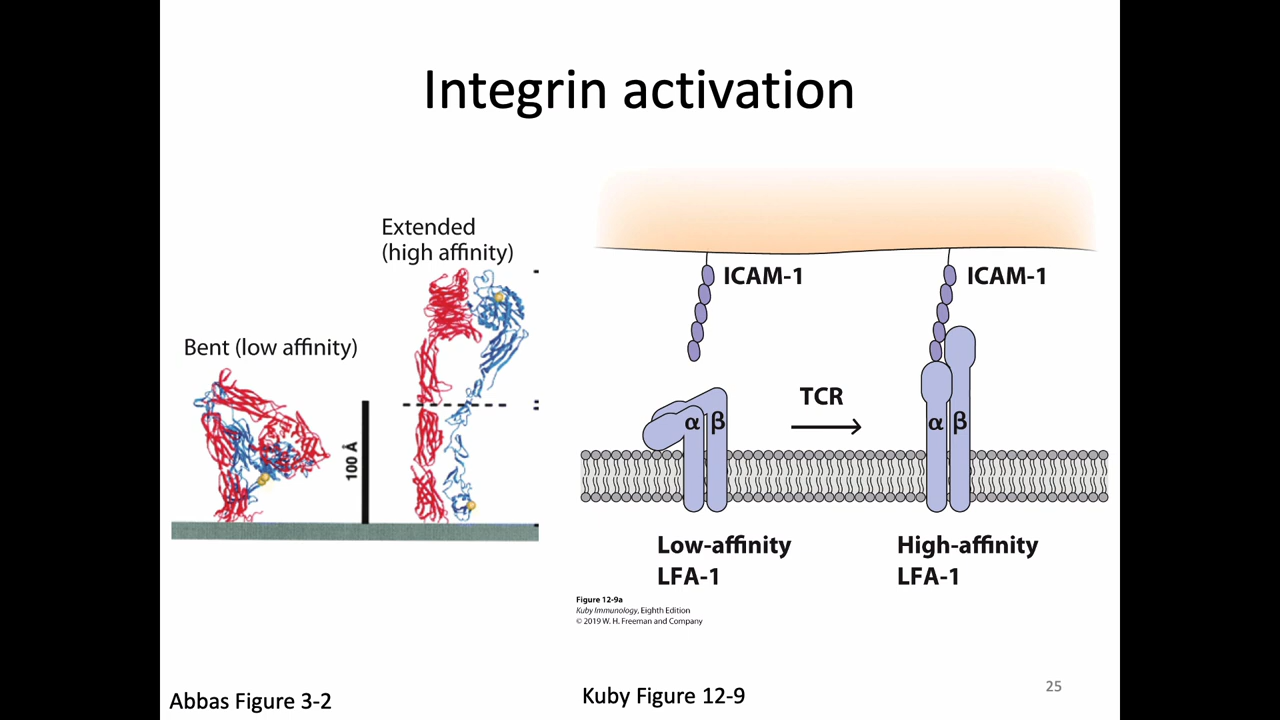 Integrin activation
Extended
(high affinity)
Bent (low affinity)
100 Å
ICAM-1
ICAM-1
TCR
α
β
α
β
Low-affinity
LFA-1
High-affinity
LFA-1
Figure 12-9a
Kuby Immunology, Eighth Edition
© 2019 W. H. Freeman and Company
Abbas Figure 3-2
Kuby Figure 12-9
25